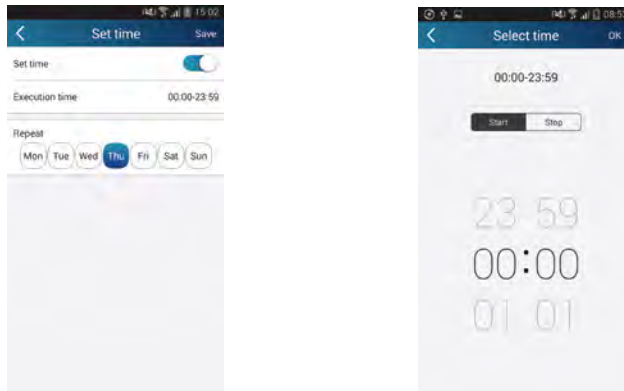 15:02
Set time
Save
Set time
Execution time 00:00-23:59
Repeat
Mon Tue Wed Thu Fri Sat Sun
Select time
OK
00:00-23:59
Start Stop
23 59
00:00
01 01